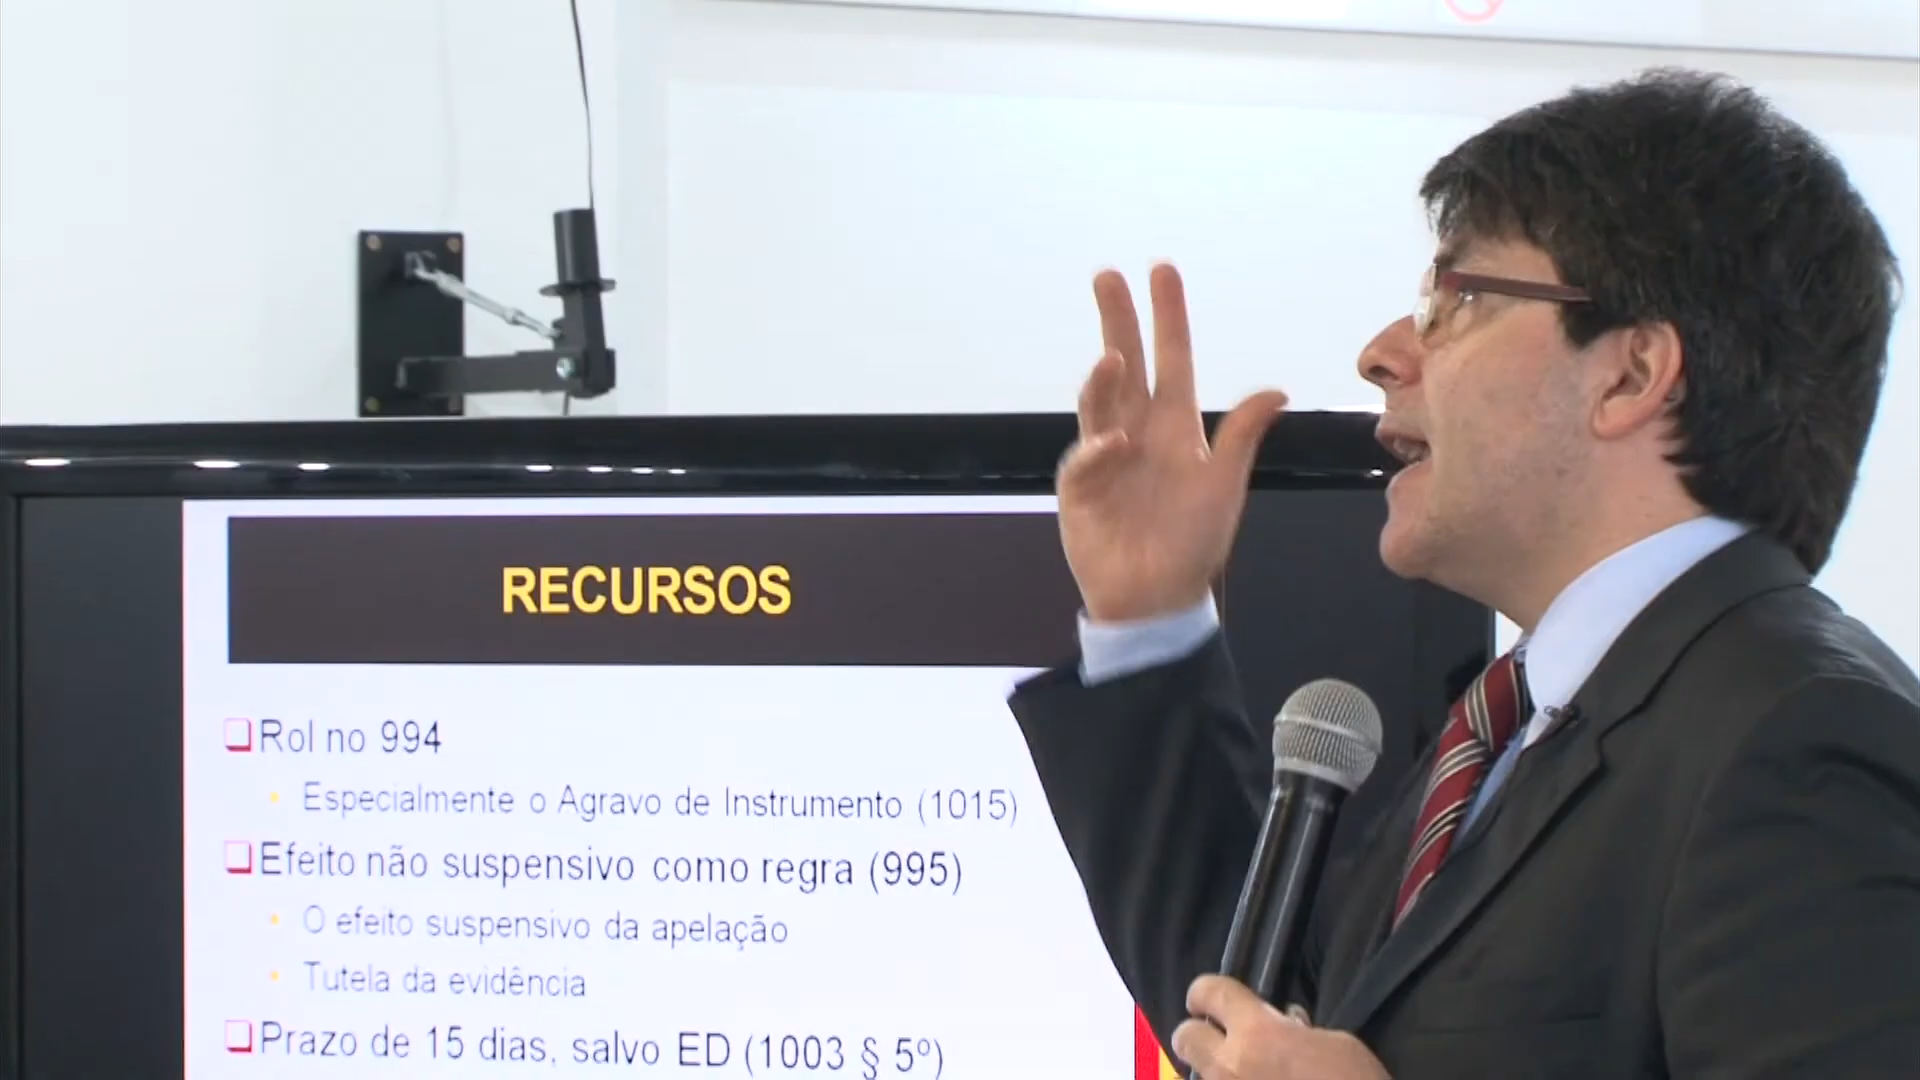 RECURSOS
Rol no 994
Especialmente o Agravo de Instrumento (1015)
Efeito não suspensivo como regra (995)
O efeito suspensivo da apelação
Tutela da evidência
Prazo de 15 dias, salvo ED (1003 § 5º)